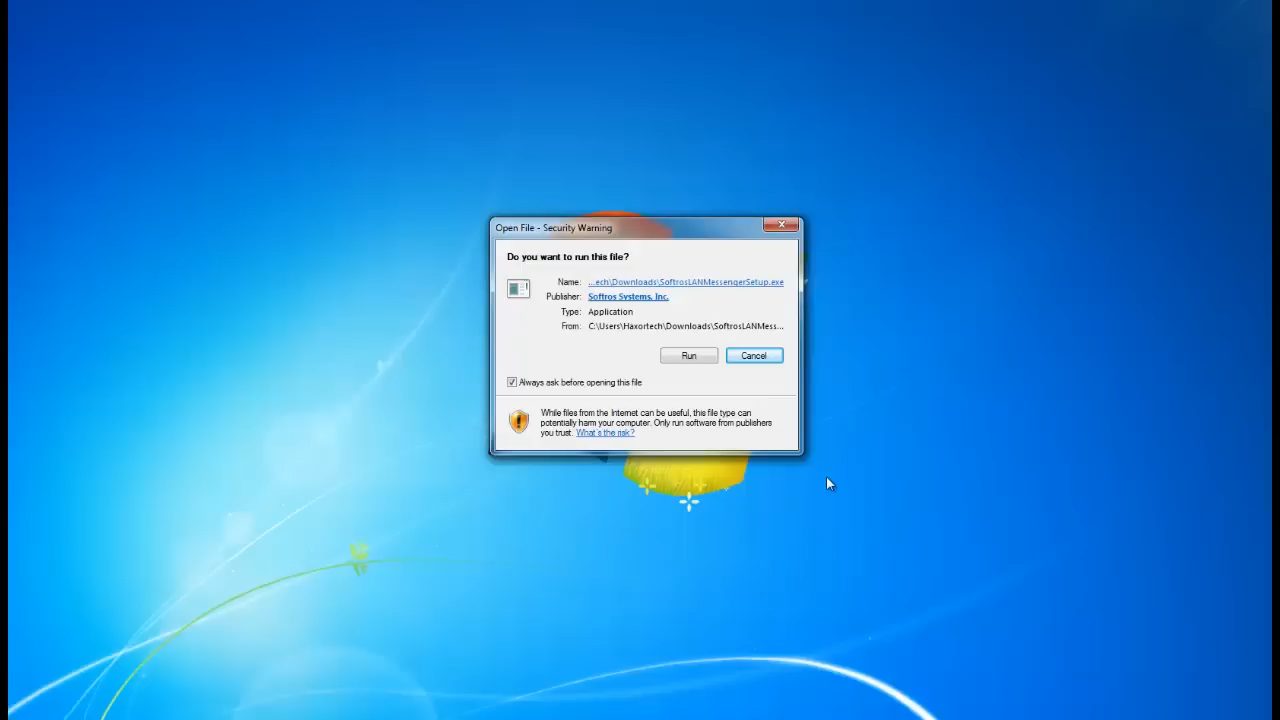 Open File - Security Warning
Do you want to run this file?
Name: ...ech\Downloads\SoftrosLANMessengerSetup.exe
Publisher: Softros Systems, Inc.
Type: Application
From: C:\Users\Haxortech\Downloads\SoftrosLANMess...
Run Cancel
Always ask before opening this file
While files from the Internet can be useful, this file type can
potentially harm your computer. Only run software from publishers
you trust. What's the risk?